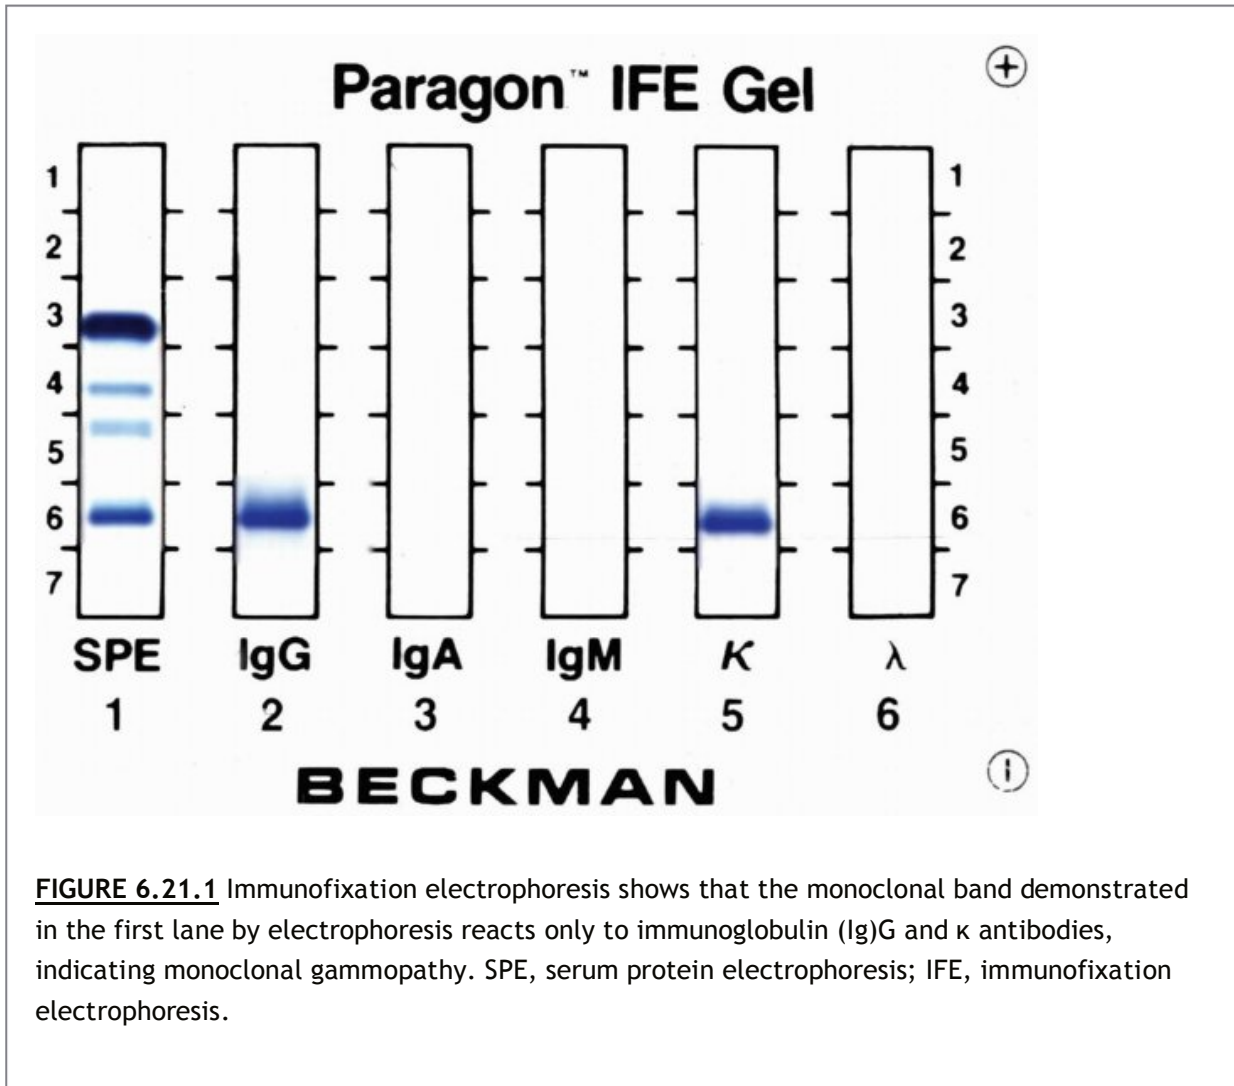 Paragon™ IFE Gel +
1 1
2 2
3 3
4 4
5 5
6 6
7 7
SPE IgG IgA IgM K λ
1 2 3 4 5 6
BECKMAN
FIGURE 6.21.1 Immunofixation electrophoresis shows that the monoclonal band demonstrated
in the first lane by electrophoresis reacts only to immunoglobulin (Ig)G and κ antibodies,
indicating monoclonal gammopathy. SPE, serum protein electrophoresis; IFE, immunofixation
electrophoresis.